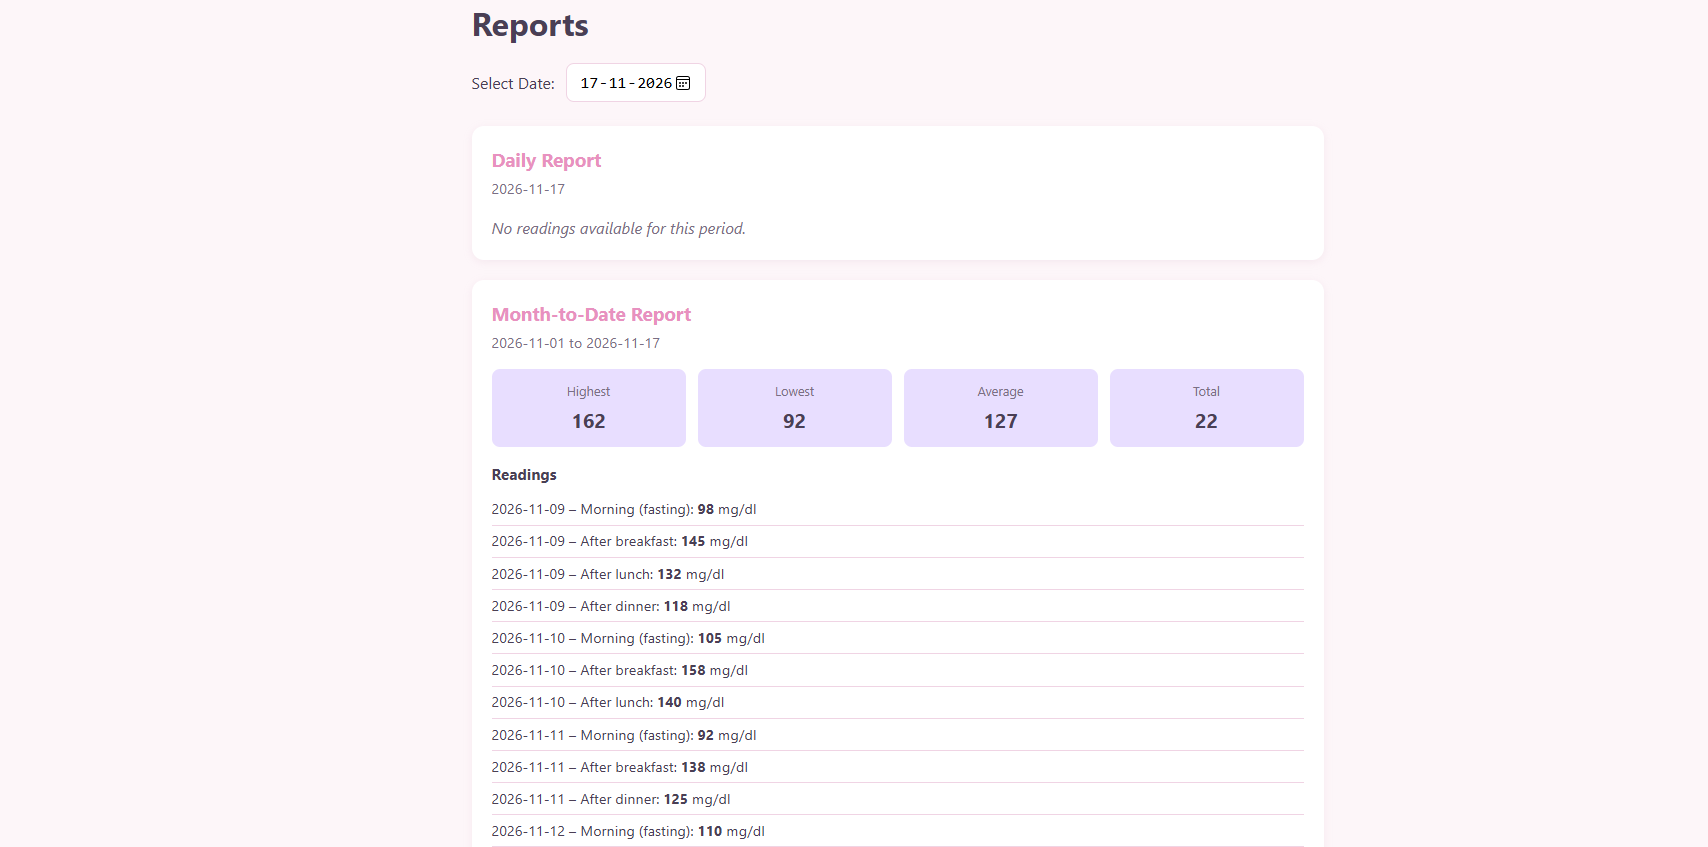 Reports
Select Date: 17-11-2026
Daily Report
2026-11-17
No readings available for this period.
Month-to-Date Report
2026-11-01 to 2026-11-17
Highest
162
Lowest
92
Average
127
Total
22
Readings
2026-11-09 – Morning (fasting): 98 mg/dl
2026-11-09 – After breakfast: 145 mg/dl
2026-11-09 – After lunch: 132 mg/dl
2026-11-09 – After dinner: 118 mg/dl
2026-11-10 – Morning (fasting): 105 mg/dl
2026-11-10 – After breakfast: 158 mg/dl
2026-11-10 – After lunch: 140 mg/dl
2026-11-11 – Morning (fasting): 92 mg/dl
2026-11-11 – After breakfast: 138 mg/dl
2026-11-11 – After dinner: 125 mg/dl
2026-11-12 – Morning (fasting): 110 mg/dl